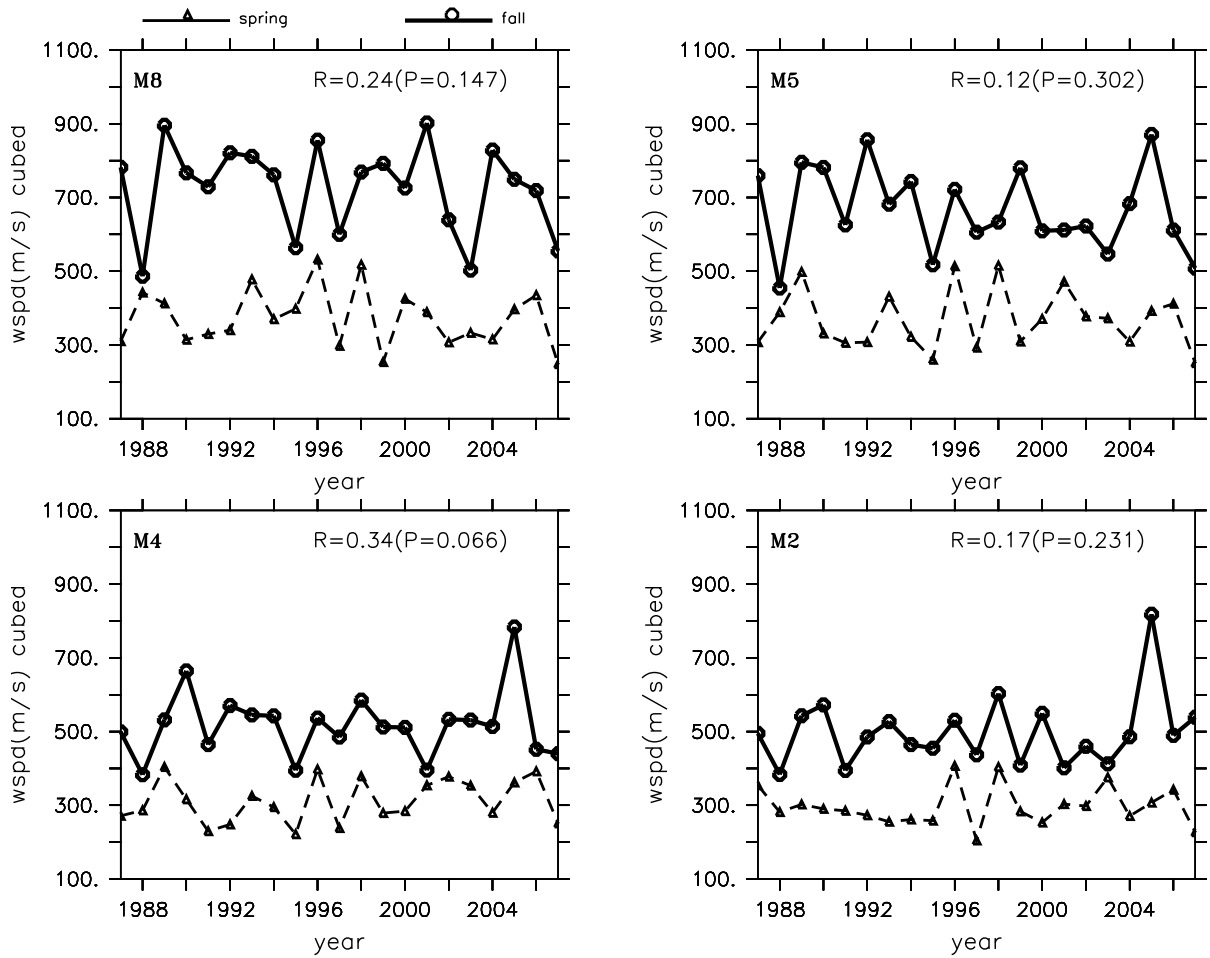 spring fall
M8 R=0.24(P=0.147)
1100.
900.
700.
500.
300.
100.
wspd(m/s) cubed
1988 1992 1996 2000 2004
year
M5 R=0.12(P=0.302)
1100.
900.
700.
500.
300.
100.
wspd(m/s) cubed
1988 1992 1996 2000 2004
year
M4 R=0.34(P=0.066)
1100.
900.
700.
500.
300.
100.
wspd(m/s) cubed
1988 1992 1996 2000 2004
year
M2 R=0.17(P=0.231)
1100.
900.
700.
500.
300.
100.
wspd(m/s) cubed
1988 1992 1996 2000 2004
year